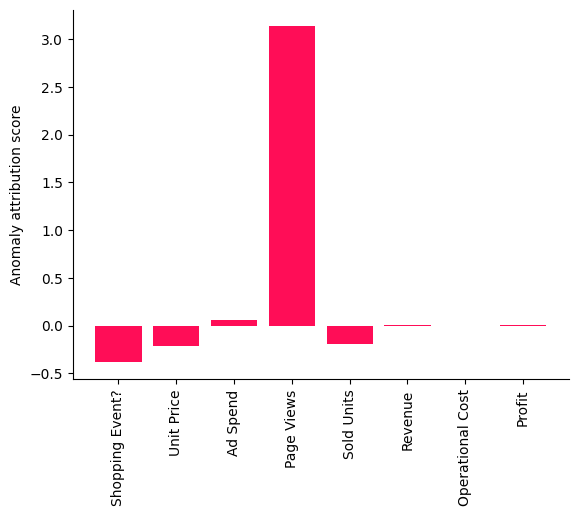 Anomaly attribution score
3.0
2.5
2.0
1.5
1.0
0.5
0.0
−0.5
Shopping Event?
Unit Price
Ad Spend
Page Views
Sold Units
Revenue
Operational Cost
Profit